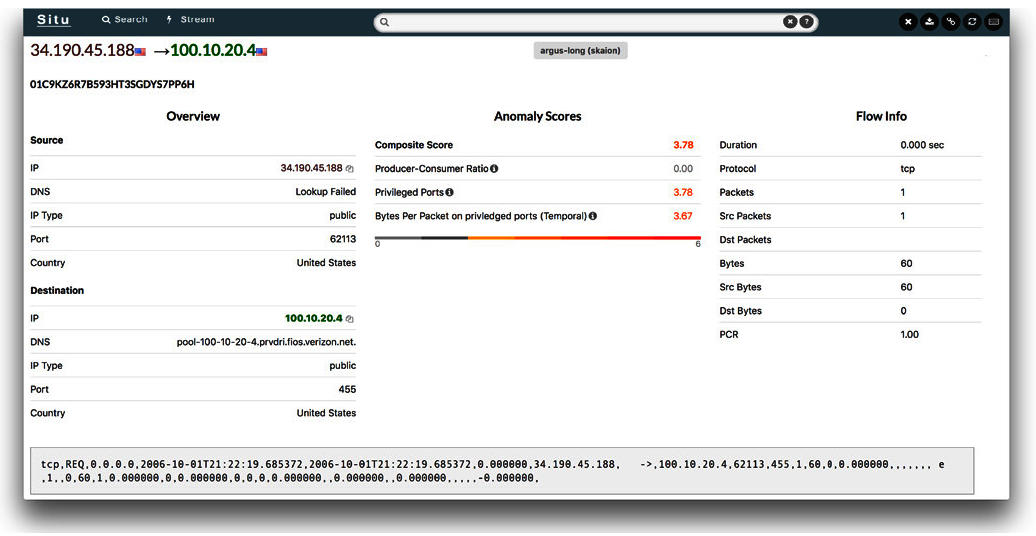 Situ Search Stream
34.190.45.188 →100.10.20.4
argus-long (skaion)
01C9KZ6R7B593HT3SGDYS7PP6H
Overview
Source
IP 34.190.45.188
DNS Lookup Failed
IP Type public
Port 62113
Country United States
Destination
IP 100.10.20.4
DNS pool-100-10-20-4.prvdri.fios.verizon.net.
IP Type public
Port 455
Country United States
Anomaly Scores
Composite Score 3.78
Producer-Consumer Ratio 0.00
Privileged Ports 3.78
Bytes Per Packet on privledged ports (Temporal) 3.67
0 6
Flow Info
Duration 0.000 sec
Protocol tcp
Packets 1
Src Packets 1
Dst Packets
Bytes 60
Src Bytes 60
Dst Bytes 0
PCR 1.00
tcp,REQ,0.0.0.0,2006-10-01T21:22:19.685372,2006-10-01T21:22:19.685372,0.000000,34.190.45.188, ->,100.10.20.4,62113,455,1,60,0,0.000000,,,,,,, e
,1,,0,60,1,0.000000,0,0.000000,0,0,0,0.000000,,0.000000,,0.000000,,,,,-0.000000,